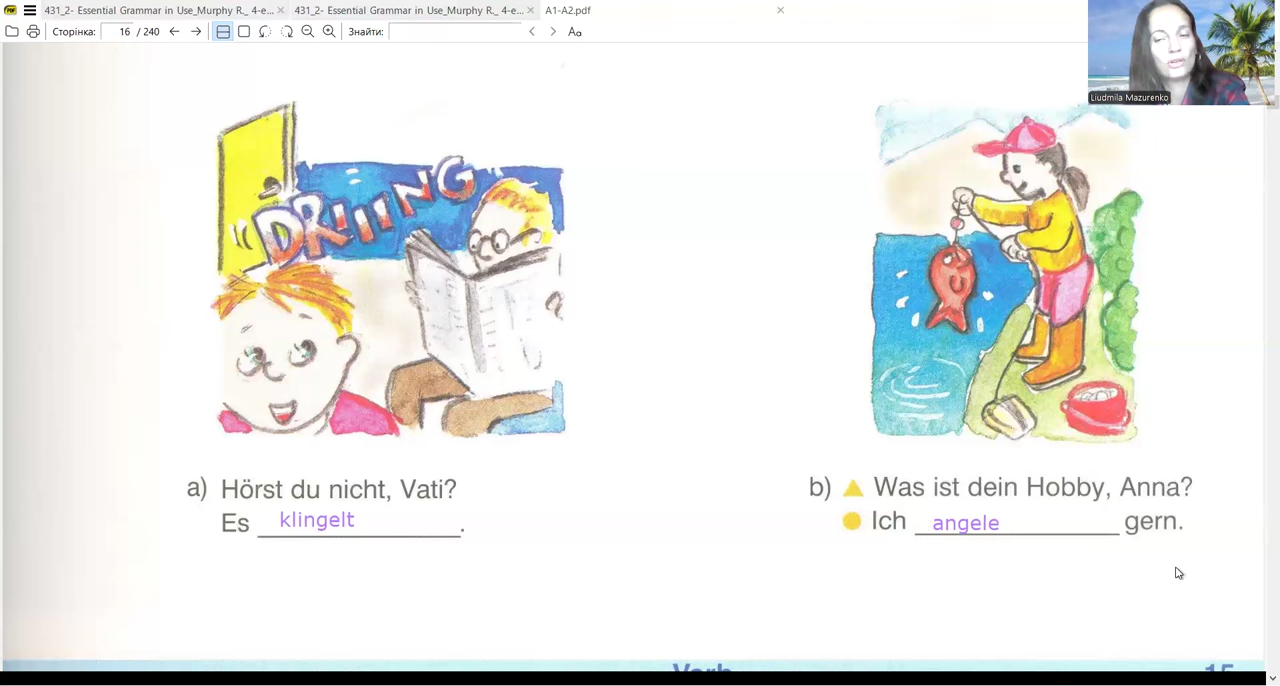 431_2- Essential Grammar in Use_Murphy R._ 4-e... 431_2- Essential Grammar in Use_Murphy R._ 4-e... A1-A2.pdf
Сторінка: 16 / 240 Знайти: Aa
Liudmila Mazurenko
DRIIING
a) Hörst du nicht, Vati?
Es klingelt.
b) Was ist dein Hobby, Anna?
Ich angele gern.
Verb 15